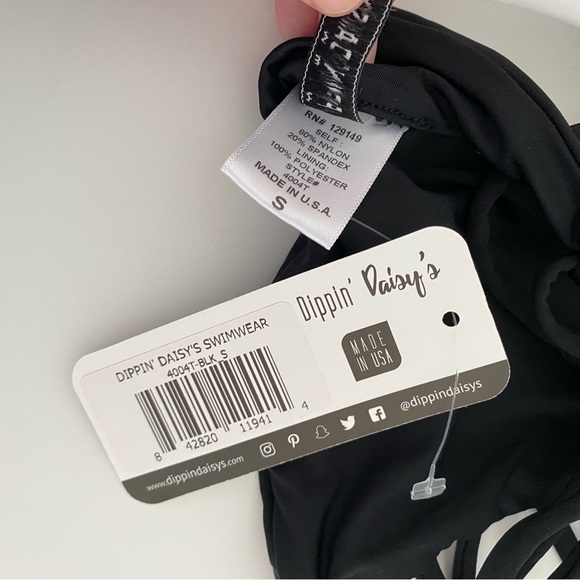 RN# 129149
SELF:
80% NYLON
20% SPANDEX
LINING:
100% POLYESTER
STYLE#
4004T
MADE IN U.S.A.
S
Dippin' Daisy's
MADE
IN USA
DIPPIN' DAISY'S SWIMWEAR
4004T-BLK_S
8 42820 11941 4
@dippindaisys
www.dippindaisys.com